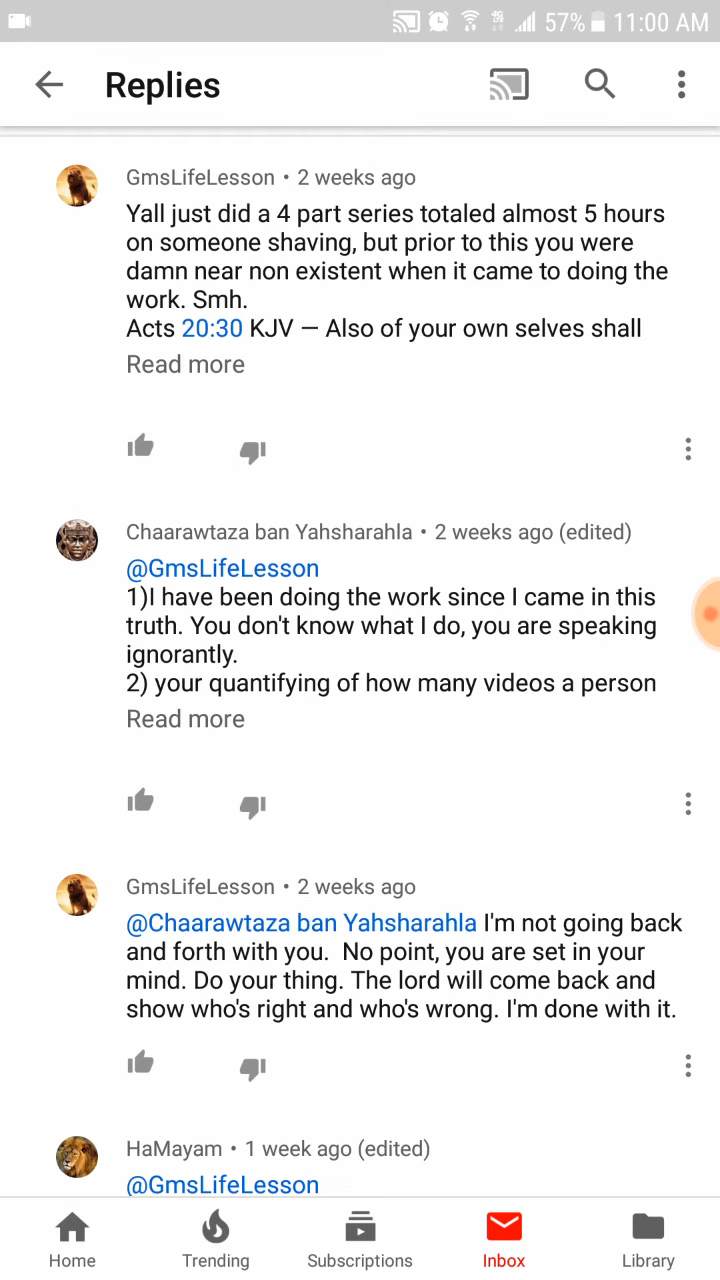 57% 11:00 AM
Replies
GmsLifeLesson • 2 weeks ago
Yall just did a 4 part series totaled almost 5 hours
on someone shaving, but prior to this you were
damn near non existent when it came to doing the
work. Smh.
Acts 20:30 KJV — Also of your own selves shall
Read more
Chaarawtaza ban Yahsharahla • 2 weeks ago (edited)
@GmsLifeLesson
1)I have been doing the work since I came in this
truth. You don't know what I do, you are speaking
ignorantly.
2) your quantifying of how many videos a person
Read more
GmsLifeLesson • 2 weeks ago
@Chaarawtaza ban Yahsharahla I'm not going back
and forth with you.  No point, you are set in your
mind. Do your thing. The lord will come back and
show who's right and who's wrong. I'm done with it.
HaMayam • 1 week ago (edited)
@GmsLifeLesson
Home Trending Subscriptions Inbox Library